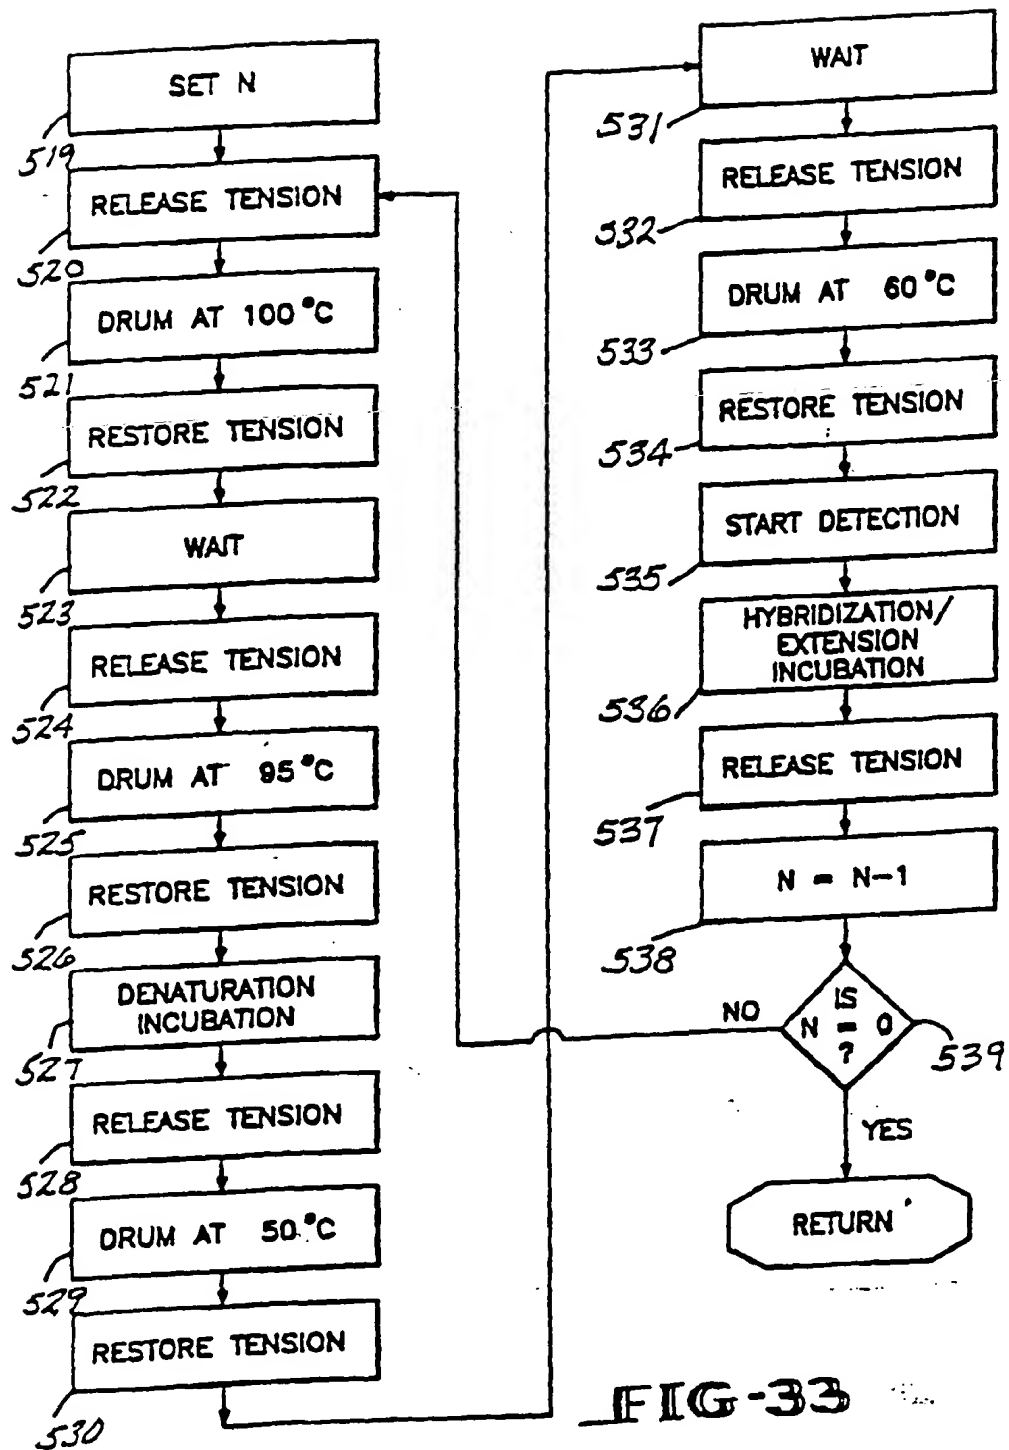 SET N
519
RELEASE TENSION
520
DRUM AT 100°C
521
RESTORE TENSION
522
WAIT
523
RELEASE TENSION
524
DRUM AT 95°C
525
RESTORE TENSION
526
DENATURATION
INCUBATION
527
RELEASE TENSION
528
DRUM AT 50°C
529
RESTORE TENSION
530
WAIT
531
RELEASE TENSION
532
DRUM AT 60°C
533
RESTORE TENSION
534
START DETECTION
535
HYBRIDIZATION/
EXTENSION
INCUBATION
536
RELEASE TENSION
537
N = N-1
538
NO
IS
N = 0
?
539
YES
RETURN
FIG-33